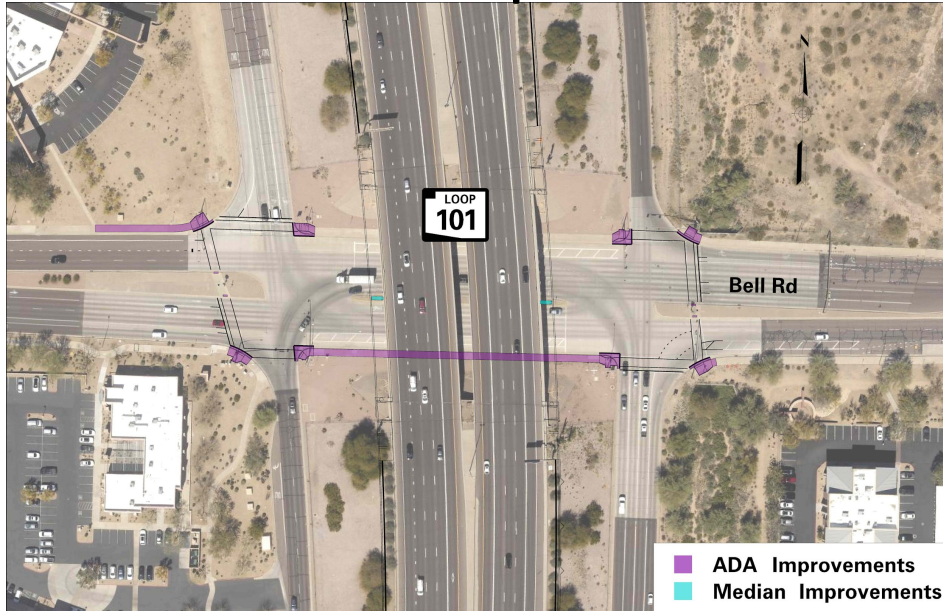 N
LOOP
101
Bell Rd
ADA Improvements
Median Improvements